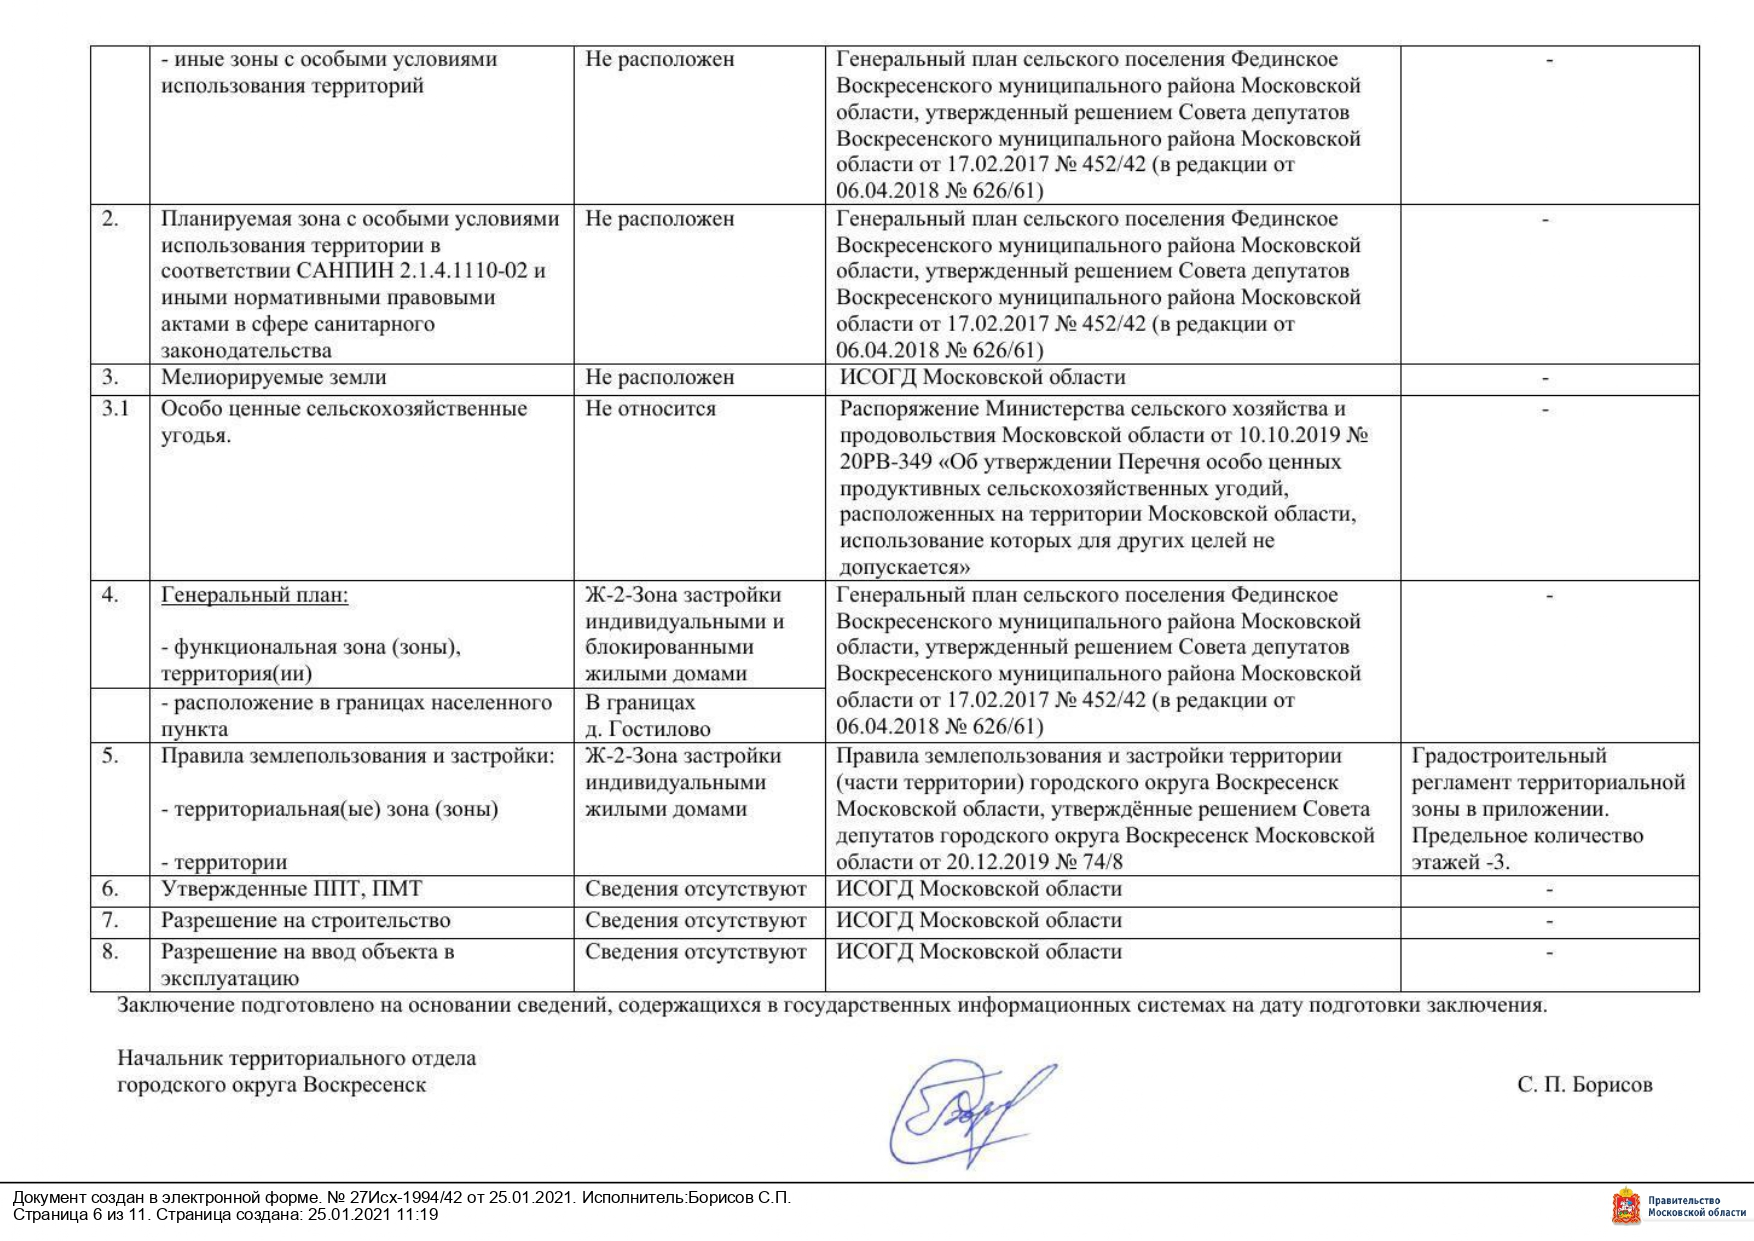 - иные зоны с особыми условиями
использования территорий
Не расположен
Генеральный план сельского поселения Фединское
Воскресенского муниципального района Московской
области, утвержденный решением Совета депутатов
Воскресенского муниципального района Московской
области от 17.02.2017 № 452/42 (в редакции от
06.04.2018 № 626/61)
-
2.
Планируемая зона с особыми условиями
использования территории в
соответствии САНПИН 2.1.4.1110-02 и
иными нормативными правовыми
актами в сфере санитарного
законодательства
Не расположен
Генеральный план сельского поселения Фединское
Воскресенского муниципального района Московской
области, утвержденный решением Совета депутатов
Воскресенского муниципального района Московской
области от 17.02.2017 № 452/42 (в редакции от
06.04.2018 № 626/61)
-
3.
Мелиорируемые земли
Не расположен
ИСОГД Московской области
-
3.1
Особо ценные сельскохозяйственные
угодья.
Не относится
Распоряжение Министерства сельского хозяйства и
продовольствия Московской области от 10.10.2019 №
20РВ-349 «Об утверждении Перечня особо ценных
продуктивных сельскохозяйственных угодий,
расположенных на территории Московской области,
использование которых для других целей не
допускается»
-
4.
Генеральный план:
- функциональная зона (зоны),
территория(ии)
Ж-2-Зона застройки
индивидуальными и
блокированными
жилыми домами
Генеральный план сельского поселения Фединское
Воскресенского муниципального района Московской
области, утвержденный решением Совета депутатов
Воскресенского муниципального района Московской
области от 17.02.2017 № 452/42 (в редакции от
06.04.2018 № 626/61)
-
- расположение в границах населенного
пункта
В границах
д. Гостилово
5.
Правила землепользования и застройки:
- территориальная(ые) зона (зоны)
- территории
Ж-2-Зона застройки
индивидуальными
жилыми домами
Правила землепользования и застройки территории
(части территории) городского округа Воскресенск
Московской области, утверждённые решением Совета
депутатов городского округа Воскресенск Московской
области от 20.12.2019 № 74/8
Градостроительный
регламент территориальной
зоны в приложении.
Предельное количество
этажей -3.
6.
Утвержденные ППТ, ПМТ
Сведения отсутствуют
ИСОГД Московской области
-
7.
Разрешение на строительство
Сведения отсутствуют
ИСОГД Московской области
-
8.
Разрешение на ввод объекта в
эксплуатацию
Сведения отсутствуют
ИСОГД Московской области
-
Заключение подготовлено на основании сведений, содержащихся в государственных информационных системах на дату подготовки заключения.
Начальник территориального отдела
городского округа Воскресенск
С. П. Борисов
Документ создан в электронной форме. № 27Исх-1994/42 от 25.01.2021. Исполнитель:Борисов С.П.
Страница 6 из 11. Страница создана: 25.01.2021 11:19
Правительство
Московской области